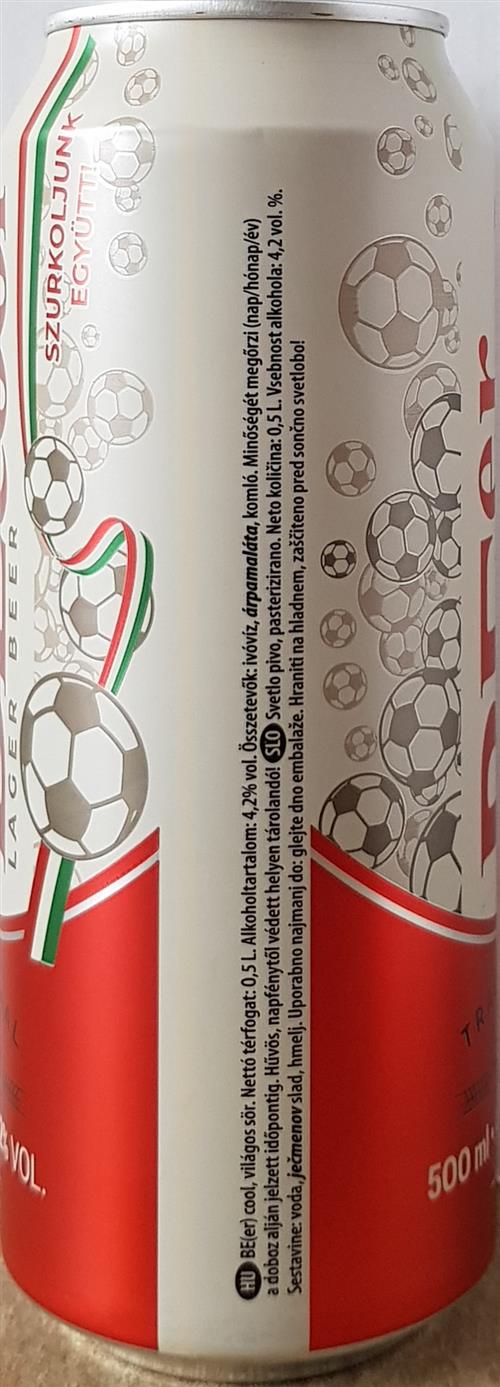 SZURKOLJUNK
EGYÜTT!
LAGER BEER
HU BE(er) cool, világos sör. Nettó térfogat: 0,5 L. Alkoholtartalom: 4,2% vol. Összetevők: ivóvíz, árpamaláta, komló. Minőségét megőrzi (nap/hónap/év)
a doboz alján jelzett időpontig. Hűvös, napfénytől védett helyen tárolandó! SLO Svetlo pivo, pasterizirano. Neto količina: 0,5 L. Vsebnost alkohola: 4,2 vol. %.
Sestavine: voda, ječmenov slad, hmelj. Uporabno najmanj do: glejte dno embalaže. Hraniti na hladnem, zaščiteno pred sončno svetlobo!
VOL.
500 ml